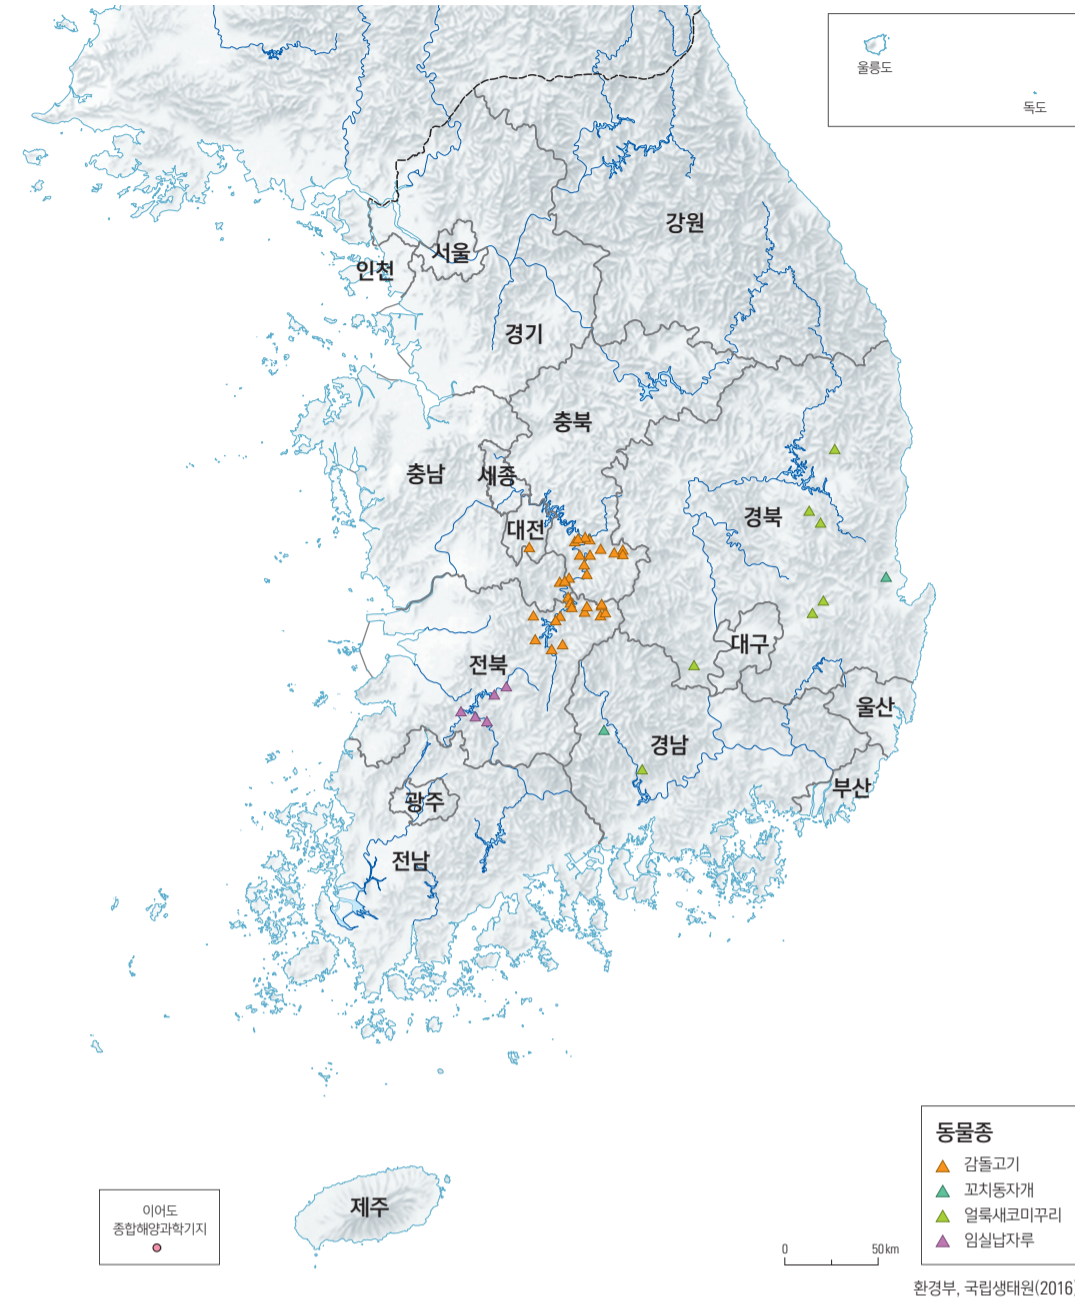 울릉도
독도
강원
서울
인천
경기
충북
충남
세종
경북
대전
대구
전북
울산
경남
부산
광주
전남
제주
이어도
종합해양과학기지
동물종
감돌고기
꼬치동자개
얼룩새코미꾸리
임실납자루
0 50km
환경부, 국립생태원(2016)